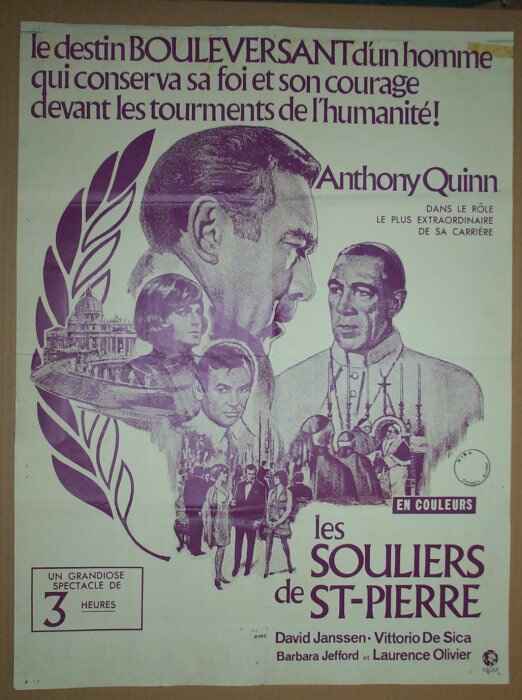 le destin BOULEVERSANT d'un homme
qui conserva sa foi et son courage
devant les tourments de l'humanité!
Anthony Quinn
DANS LE RÔLE
LE PLUS EXTRAORDINAIRE
DE SA CARRIÈRE
EN COULEURS
les
SOULIERS
de ST-PIERRE
UN GRANDIOSE
SPECTACLE DE
3 HEURES
avec David Janssen · Vittorio De Sica
Barbara Jefford et Laurence Olivier